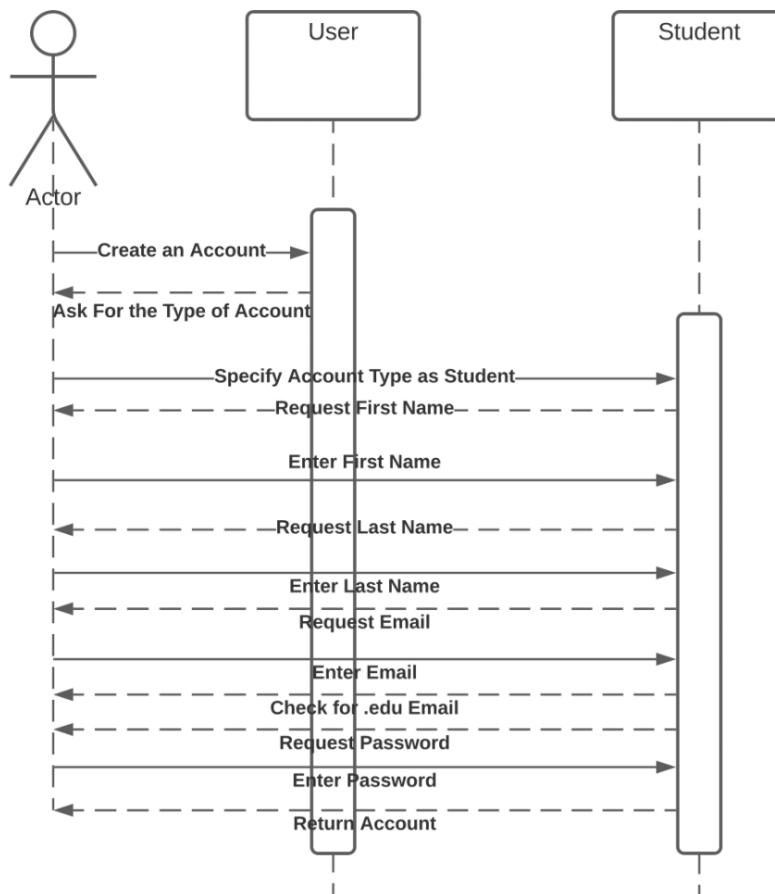 User
Student
Actor
Create an Account
Ask For the Type of Account
Specify Account Type as Student
Request First Name
Enter First Name
Request Last Name
Enter Last Name
Request Email
Enter Email
Check for .edu Email
Request Password
Enter Password
Return Account